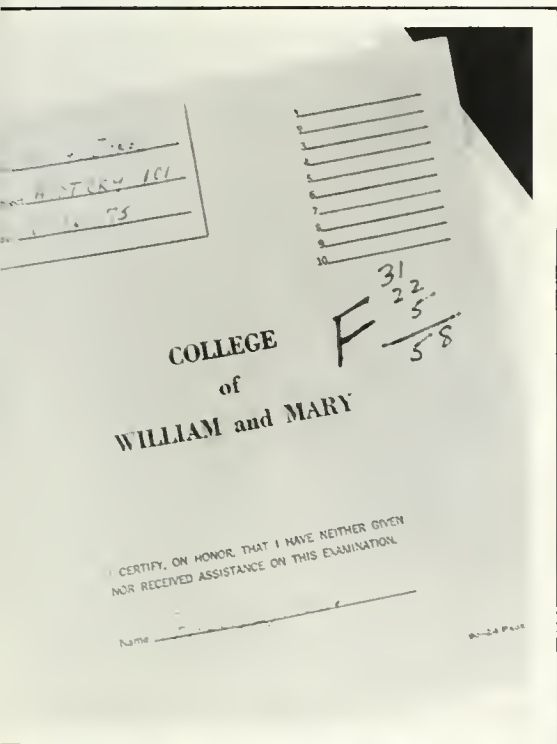 HISTORY 101
75
1
2
3
4
5
6
7
8
9
10
31
22
5
F
58
COLLEGE
of
WILLIAM and MARY
I CERTIFY, ON HONOR, THAT I HAVE NEITHER GIVEN
NOR RECEIVED ASSISTANCE ON THIS EXAMINATION.
Name